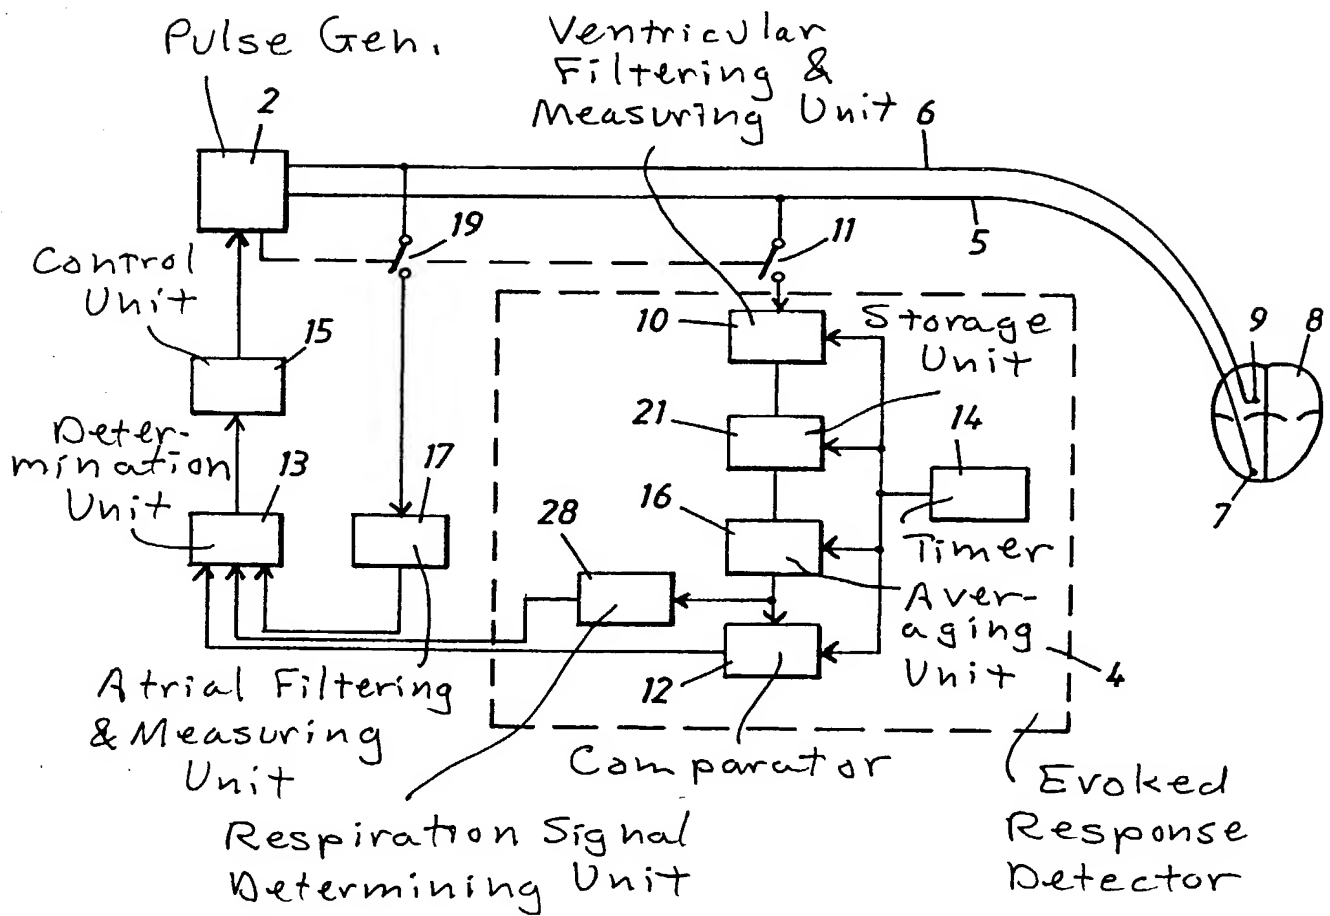 Pulse Gen.
Ventricular
Filtering &
Measuring Unit
2
6
19
11
5
Control
Unit
15
10
Storage
Unit
9
8
21
14
Deter-
mination
Unit
13
17
28
16
7
Timer
Aver-
aging
Unit
12
4
Atrial Filtering
& Measuring
Unit
Comparator
Respiration Signal
Determining Unit
Evoked
Response
Detector